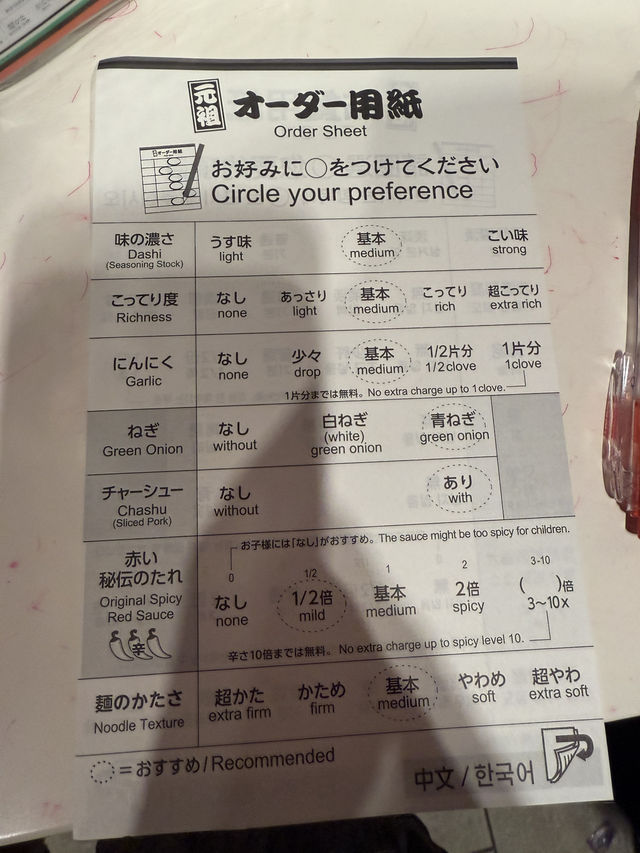 元祖 オーダー用紙
Order Sheet
お好みに○をつけてください
Circle your preference
味の濃さ
Dashi
(Seasoning Stock)
うす味
light
基本
medium
こい味
strong
こってり度
Richness
なし
none
あっさり
light
基本
medium
こってり
rich
超こってり
extra rich
にんにく
Garlic
なし
none
少々
drop
基本
medium
1/2片分
1/2clove
1片分
1clove
1片分までは無料。No extra charge up to 1clove.
ねぎ
Green Onion
なし
without
白ねぎ
(white)
green onion
青ねぎ
green onion
チャーシュー
Chashu
(Sliced Pork)
なし
without
あり
with
赤い
秘伝のたれ
Original Spicy
Red Sauce
辛
お子様には「なし」がおすすめ。The sauce might be too spicy for children.
0
なし
none
1/2
1/2倍
mild
1
基本
medium
2
2倍
spicy
3-10
( )倍
3〜10x
辛さ10倍までは無料。No extra charge up to spicy level 10.
麺のかたさ
Noodle Texture
超かた
extra firm
かため
firm
基本
medium
やわめ
soft
超やわ
extra soft
=おすすめ/Recommended
中文/한국어